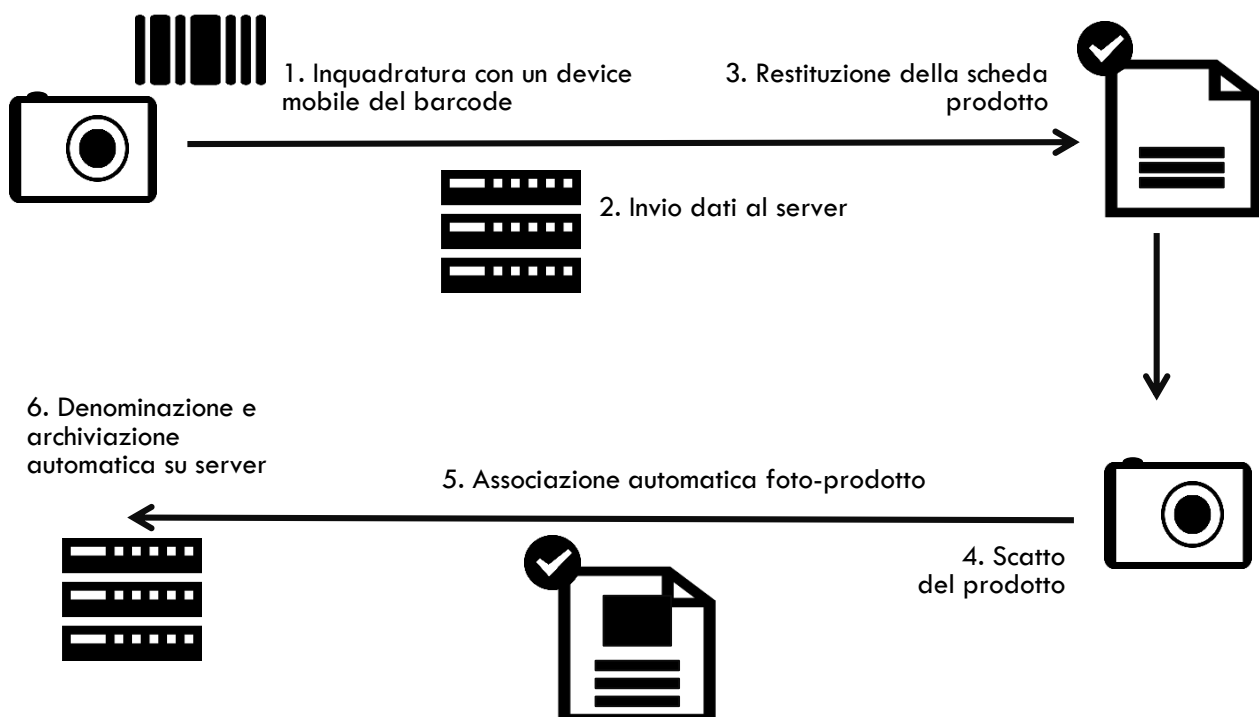 1. Inquadratura con un device
mobile del barcode
2. Invio dati al server
3. Restituzione della scheda
prodotto
4. Scatto
del prodotto
5. Associazione automatica foto-prodotto
6. Denominazione e
archiviazione
automatica su server